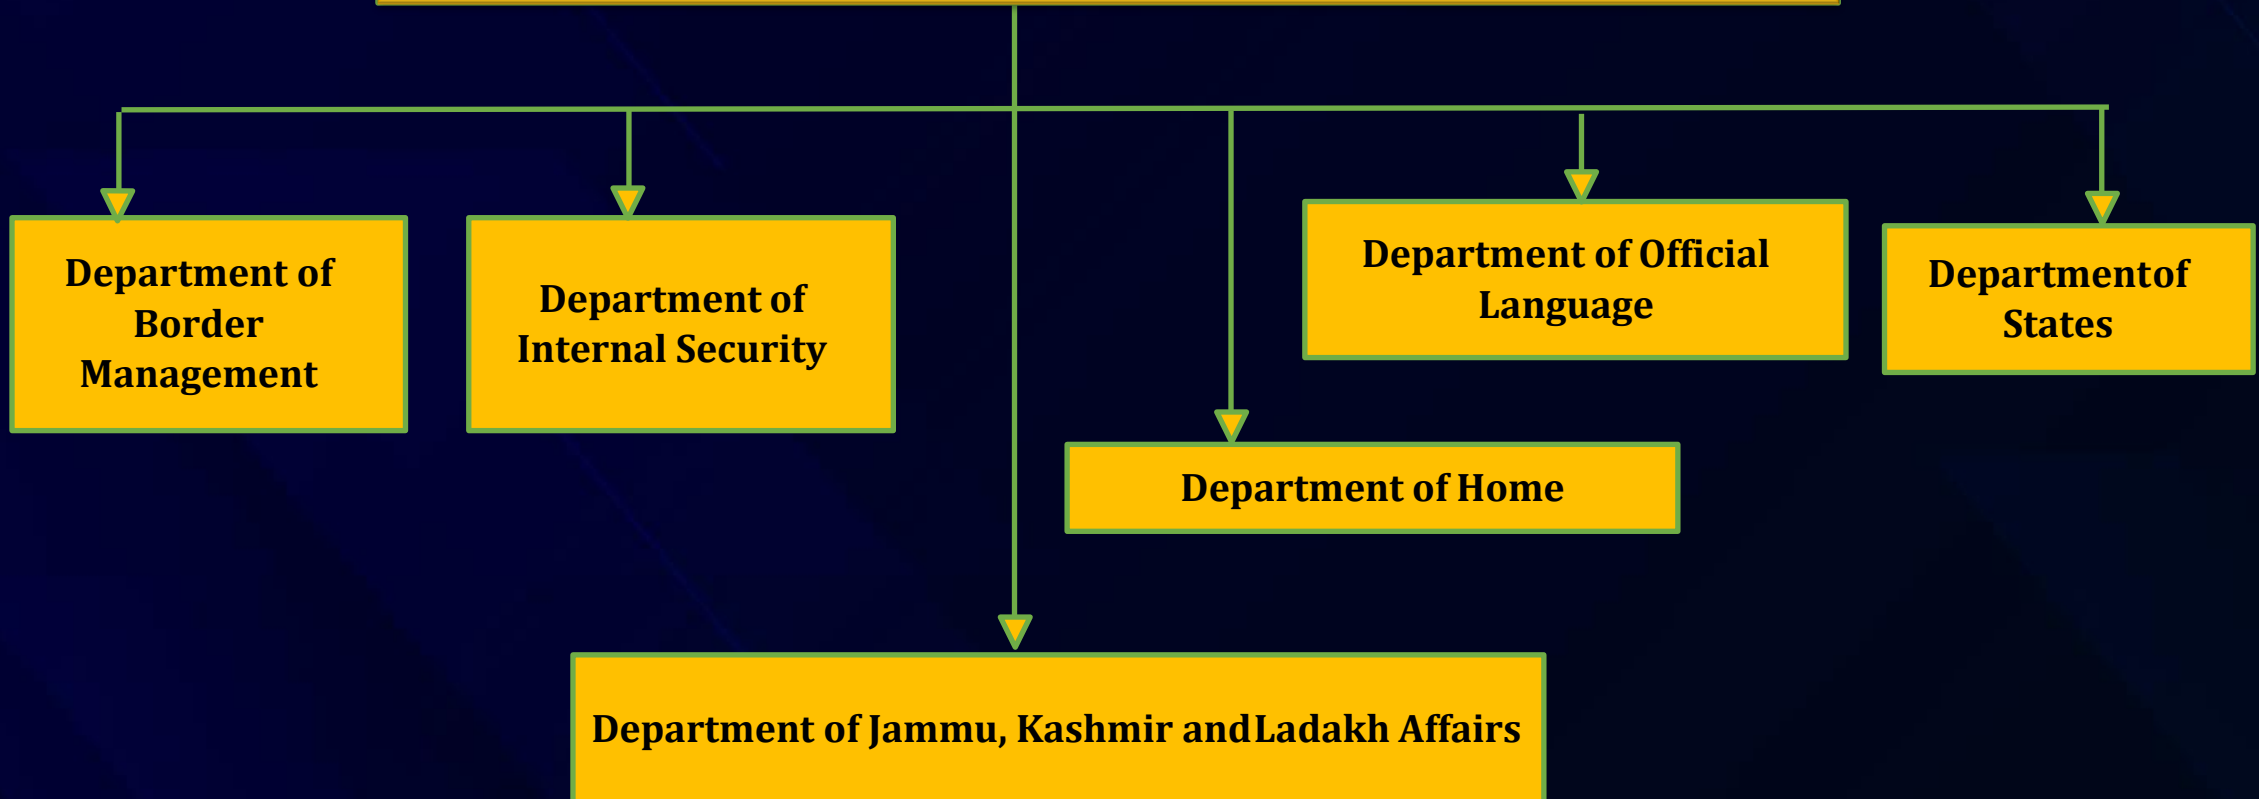 Department of
Border
Management
Department of
Internal Security
Department of Official
Language
Departmentof
States
Department of Home
Department of Jammu, Kashmir andLadakh Affairs